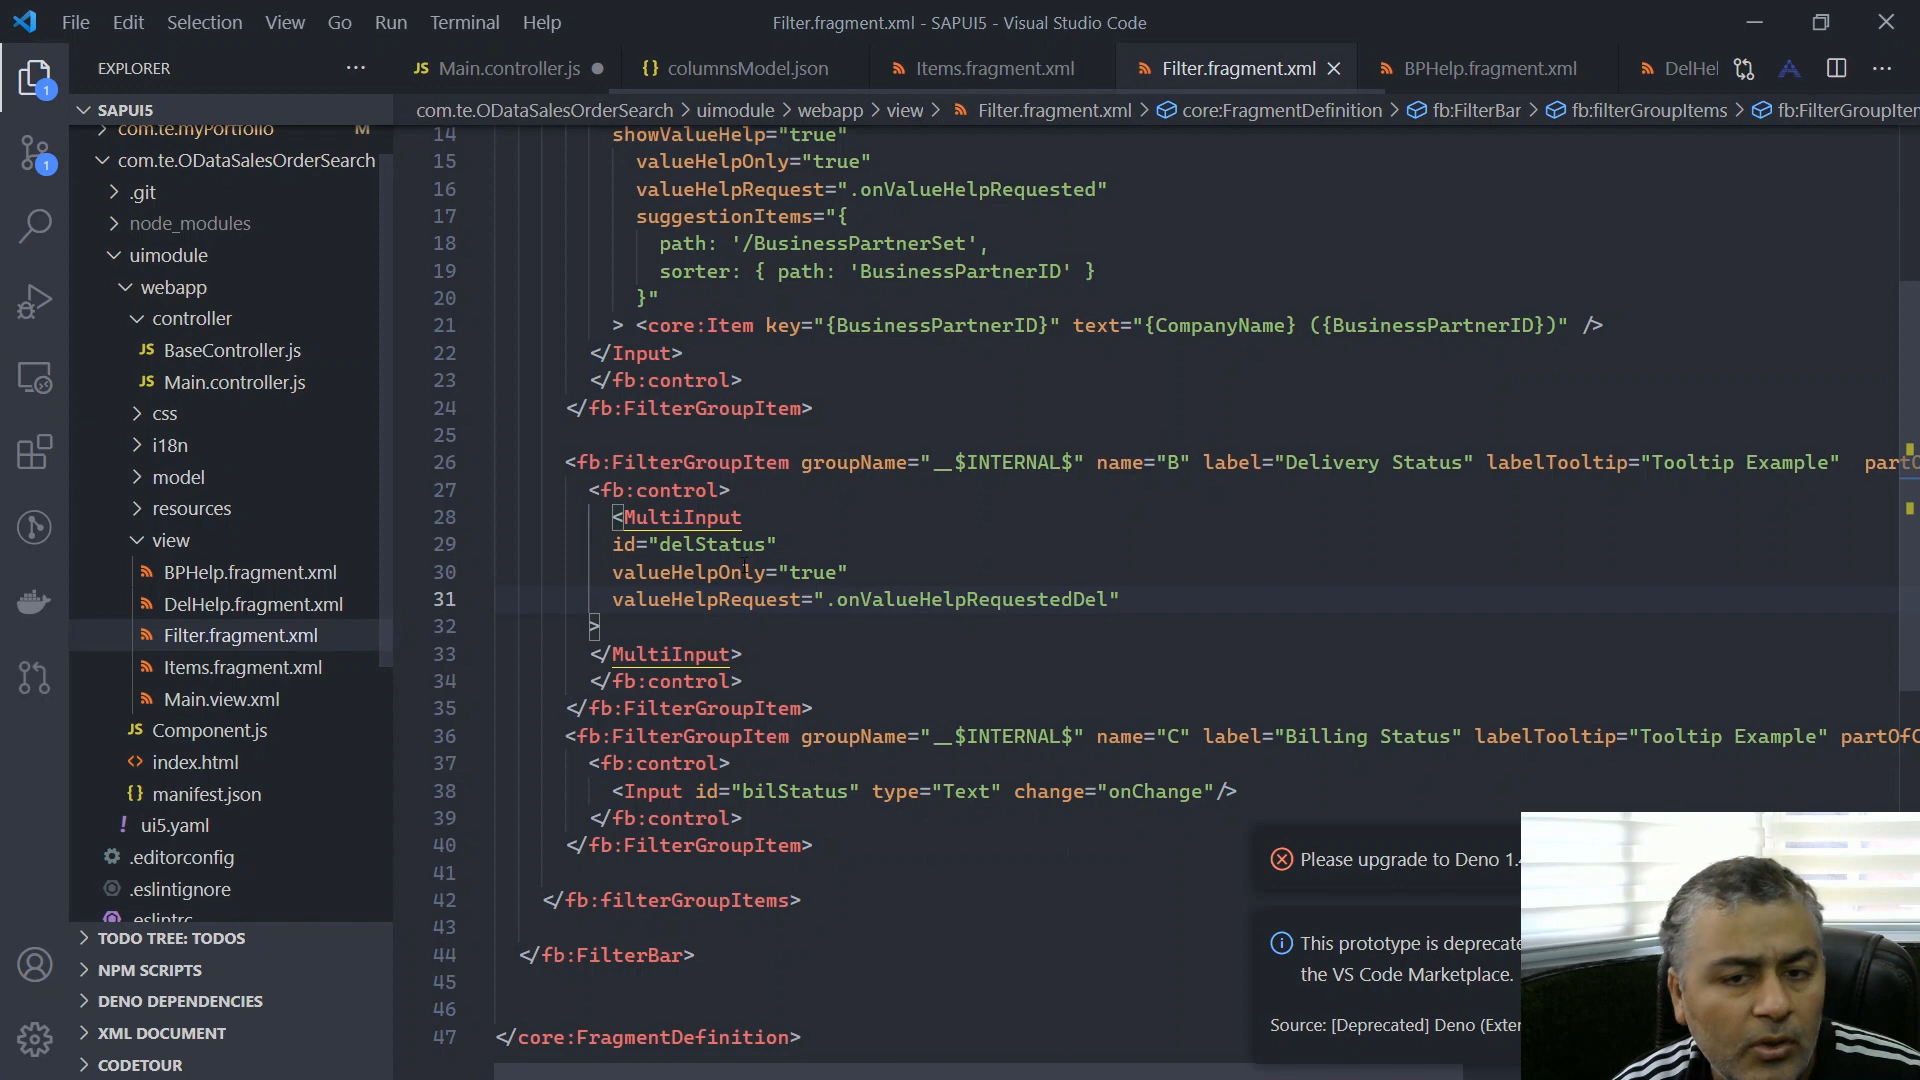 File Edit Selection View Go Run Terminal Help
Filter.fragment.xml - SAPUI5 - Visual Studio Code
EXPLORER
Main.controller.js
columnsModel.json
Items.fragment.xml
Filter.fragment.xml
BPHelp.fragment.xml
DelHel
com.te.ODataSalesOrderSearch > uimodule > webapp > view > Filter.fragment.xml > core:FragmentDefinition > fb:FilterBar > fb:filterGroupItems > fb:FilterGroupItem
1
1
SAPUI5
com.te.myPortfolio M
com.te.ODataSalesOrderSearch
.git
node_modules
uimodule
webapp
controller
JS BaseController.js
JS Main.controller.js
css
i18n
model
resources
view
BPHelp.fragment.xml
DelHelp.fragment.xml
Filter.fragment.xml
Items.fragment.xml
Main.view.xml
JS Component.js
index.html
manifest.json
ui5.yaml
.editorconfig
.eslintignore
.eslintrc
TODO TREE: TODOS
NPM SCRIPTS
DENO DEPENDENCIES
XML DOCUMENT
CODETOUR
14 showValueHelp="true"
15 valueHelpOnly="true"
16 valueHelpRequest=".onValueHelpRequested"
17 suggestionItems="{
18 path: '/BusinessPartnerSet',
19 sorter: { path: 'BusinessPartnerID' }
20 }"
21 > <core:Item key="{BusinessPartnerID}" text="{CompanyName} ({BusinessPartnerID})" />
22 </Input>
23 </fb:control>
24 </fb:FilterGroupItem>
25
26 <fb:FilterGroupItem groupName="__$INTERNAL$" name="B" label="Delivery Status" labelTooltip="Tooltip Example" partO
27 <fb:control>
28 <MultiInput
29 id="delStatus"
30 valueHelpOnly="true"
31 valueHelpRequest=".onValueHelpRequestedDel"
32 >
33 </MultiInput>
34 </fb:control>
35 </fb:FilterGroupItem>
36 <fb:FilterGroupItem groupName="__$INTERNAL$" name="C" label="Billing Status" labelTooltip="Tooltip Example" partOfC
37 <fb:control>
38 <Input id="bilStatus" type="Text" change="onChange"/>
39 </fb:control>
40 </fb:FilterGroupItem>
41
42 </fb:filterGroupItems>
43
44 </fb:FilterBar>
45
46
47 </core:FragmentDefinition>
Please upgrade to Deno 1.4
This prototype is deprecate
the VS Code Marketplace.
Source: [Deprecated] Deno (Exte